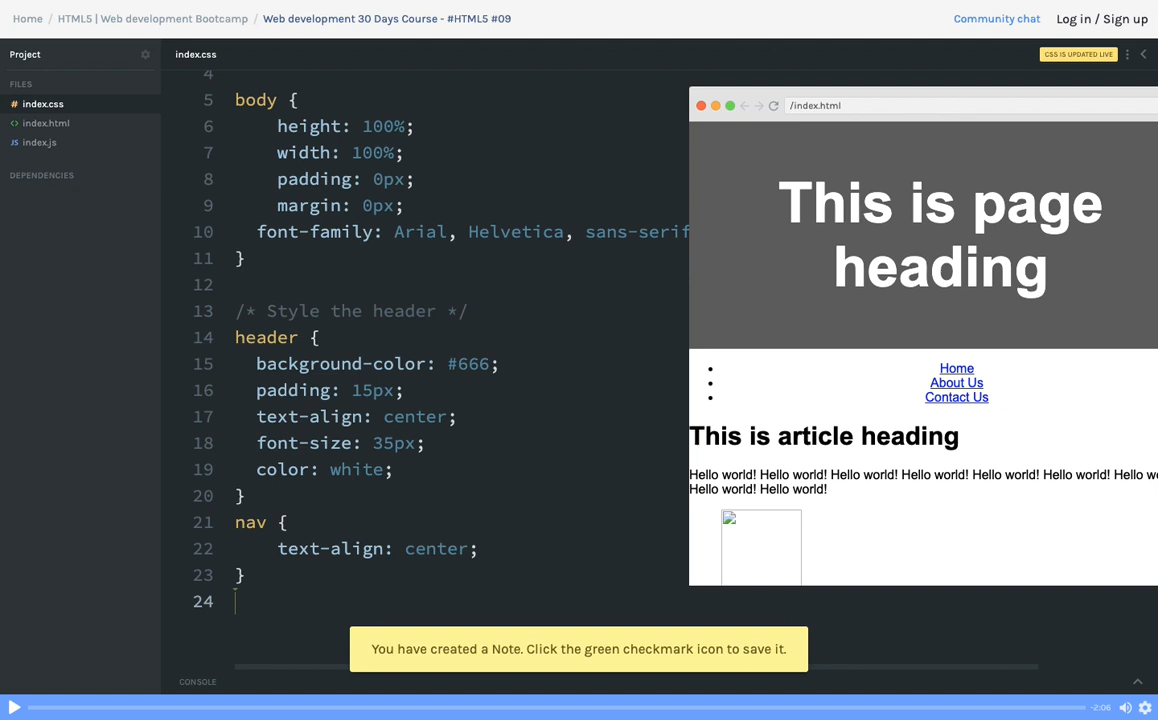 Home / HTML5 | Web development Bootcamp / Web development 30 Days Course - #HTML5 #09
Community chat
Log in / Sign up
Project
FILES
# index.css
<> index.html
JS index.js
DEPENDENCIES
index.css
CSS IS UPDATED LIVE
4
5 body {
6 height: 100%;
7 width: 100%;
8 padding: 0px;
9 margin: 0px;
10 font-family: Arial, Helvetica, sans-serif
11 }
12
13 /* Style the header */
14 header {
15 background-color: #666;
16 padding: 15px;
17 text-align: center;
18 font-size: 35px;
19 color: white;
20 }
21 nav {
22 text-align: center;
23 }
24
/index.html
This is page
heading
• Home
• About Us
• Contact Us
This is article heading
Hello world! Hello world! Hello world! Hello world! Hello world! Hello world! Hello wo
Hello world! Hello world!
You have created a Note. Click the green checkmark icon to save it.
CONSOLE
-2:06